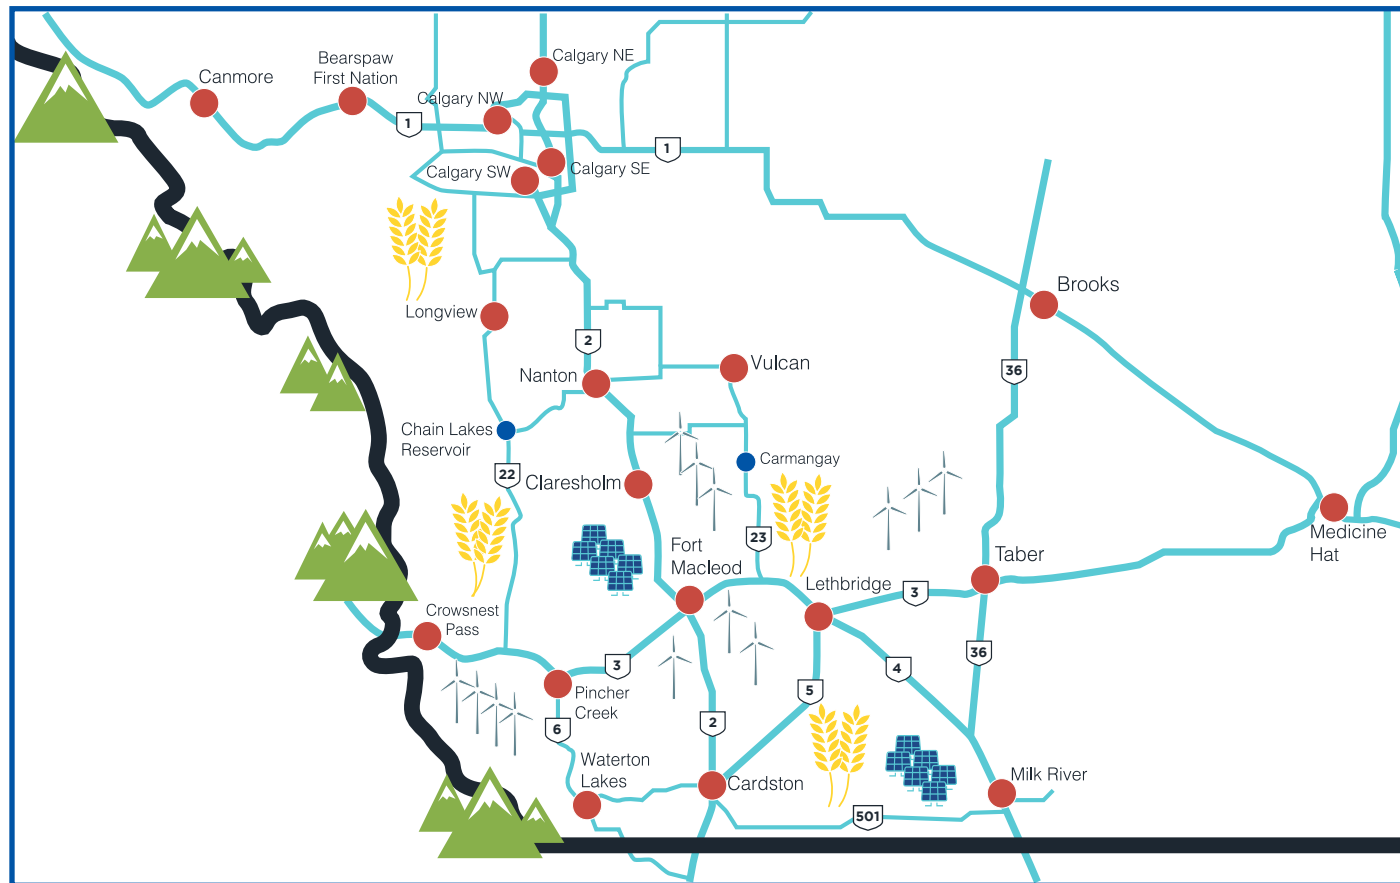 Calgary NE
Bearspaw
First Nation
Canmore
Calgary NW
1
1
Calgary SE
Calgary SW
Brooks
Longview
2
Vulcan
36
Nanton
Chain Lakes
Reservoir
Carmangay
22
Claresholm
23
Medicine
Hat
Fort
Macleod
Taber
Lethbridge
3
Crowsnest
Pass
36
3
4
Pincher
Creek
5
2
6
Waterton
Lakes
Cardston
Milk River
501